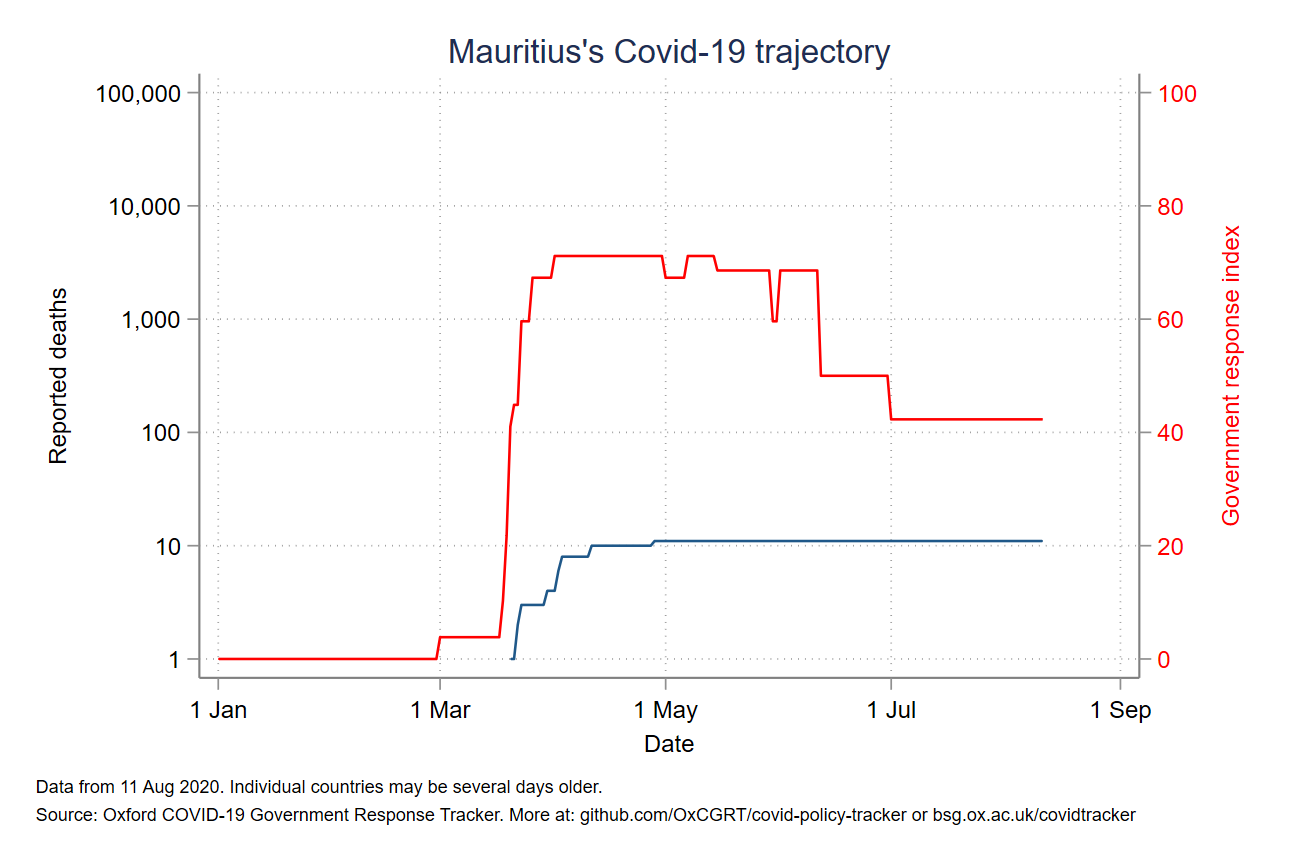 Mauritius's Covid-19 trajectory
100,000
10,000
1,000
100
10
1
Reported deaths
100
80
60
40
20
0
Government response index
1 Jan
1 Mar
1 May
1 Jul
1 Sep
Date
Data from 11 Aug 2020. Individual countries may be several days older.
Source: Oxford COVID-19 Government Response Tracker. More at: github.com/OxCGRT/covid-policy-tracker or bsg.ox.ac.uk/covidtracker